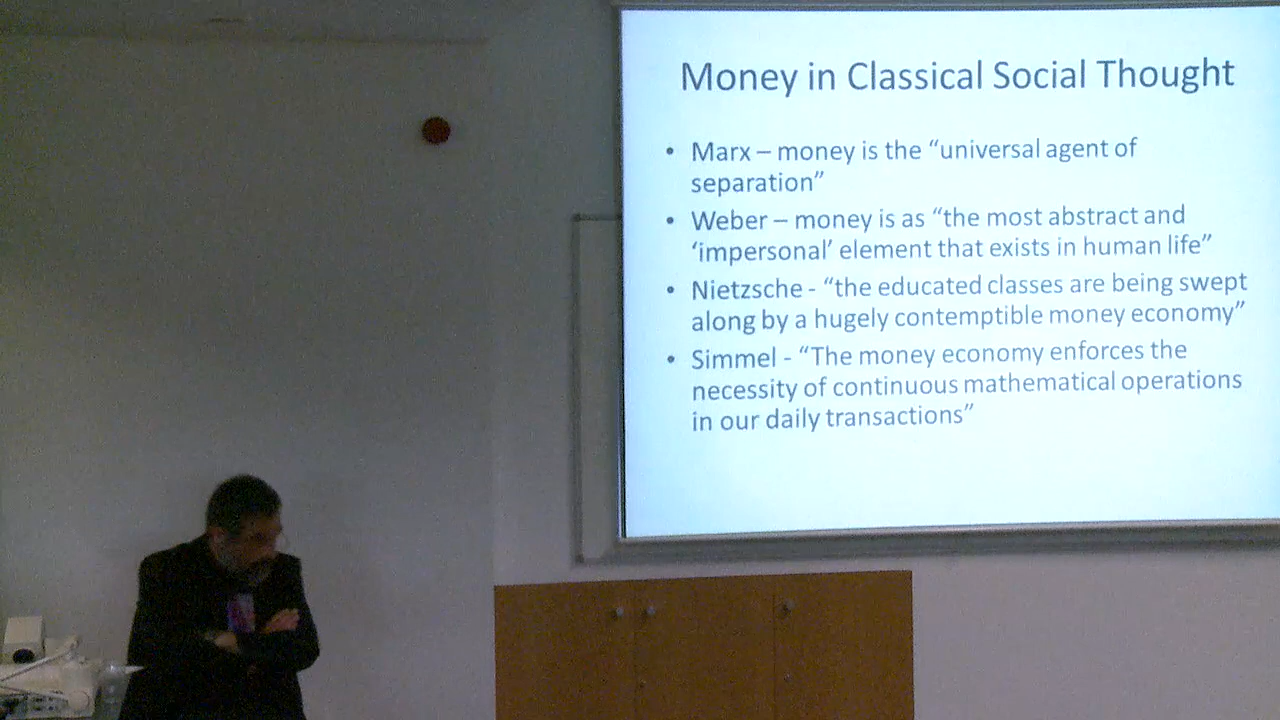 Money in Classical Social Thought
• Marx – money is the “universal agent of
separation”
• Weber – money is as “the most abstract and
‘impersonal’ element that exists in human life”
• Nietzsche - “the educated classes are being swept
along by a hugely contemptible money economy”
• Simmel - “The money economy enforces the
necessity of continuous mathematical operations
in our daily transactions”